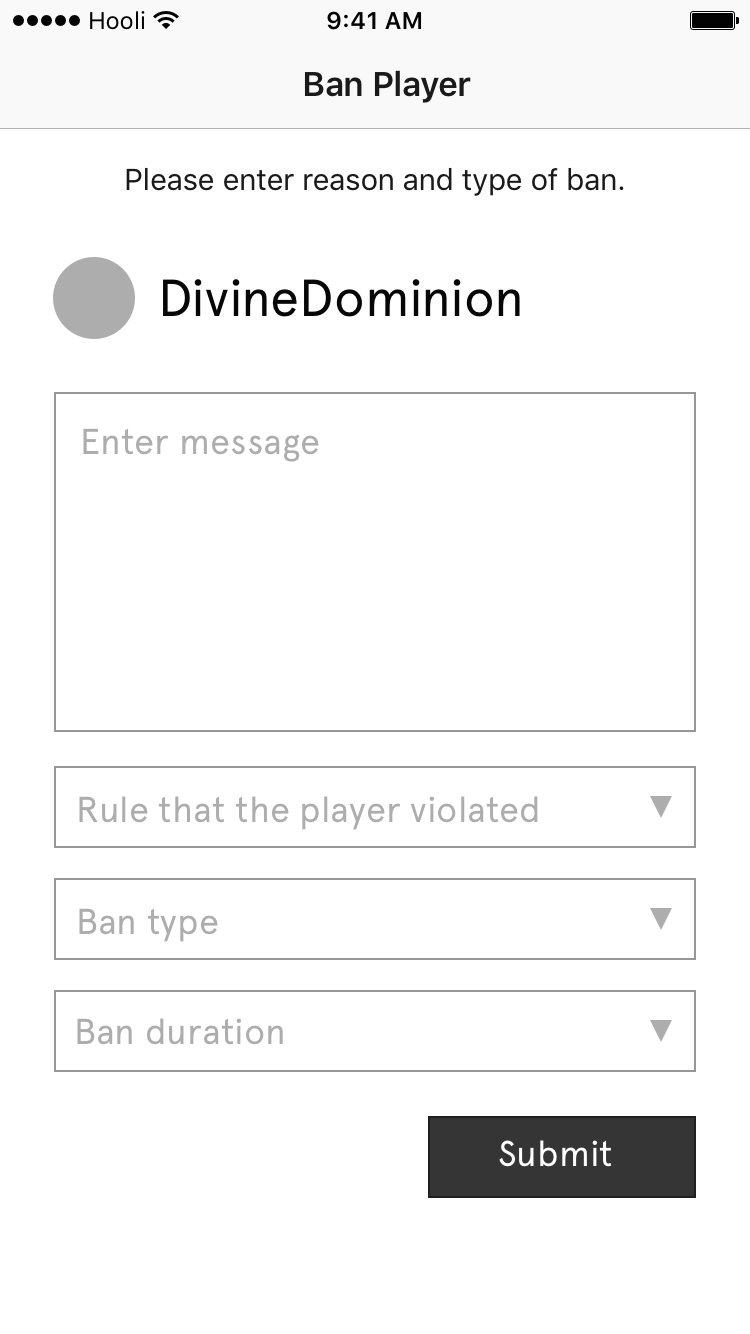 Hooli 9:41 AM
Ban Player
Please enter reason and type of ban.
DivineDominion
Enter message
Rule that the player violated
Ban type
Ban duration
Submit